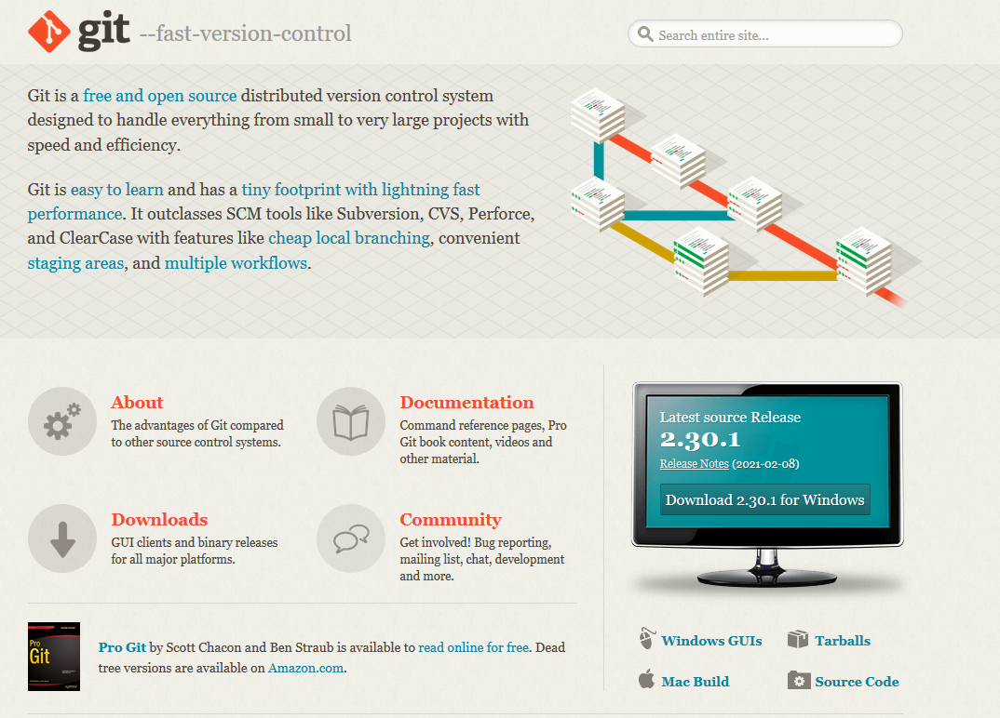 git --fast-version-control
Search entire site...
Git is a free and open source distributed version control system
designed to handle everything from small to very large projects with
speed and efficiency.
Git is easy to learn and has a tiny footprint with lightning fast
performance. It outclasses SCM tools like Subversion, CVS, Perforce,
and ClearCase with features like cheap local branching, convenient
staging areas, and multiple workflows.
About
The advantages of Git compared
to other source control systems.
Documentation
Command reference pages, Pro
Git book content, videos and
other material.
Downloads
GUI clients and binary releases
for all major platforms.
Community
Get involved! Bug reporting,
mailing list, chat, development
and more.
Pro
Git
Pro Git by Scott Chacon and Ben Straub is available to read online for free. Dead
tree versions are available on Amazon.com.
Latest source Release
2.30.1
Release Notes (2021-02-08)
Download 2.30.1 for Windows
Windows GUIs
Tarballs
Mac Build
Source Code